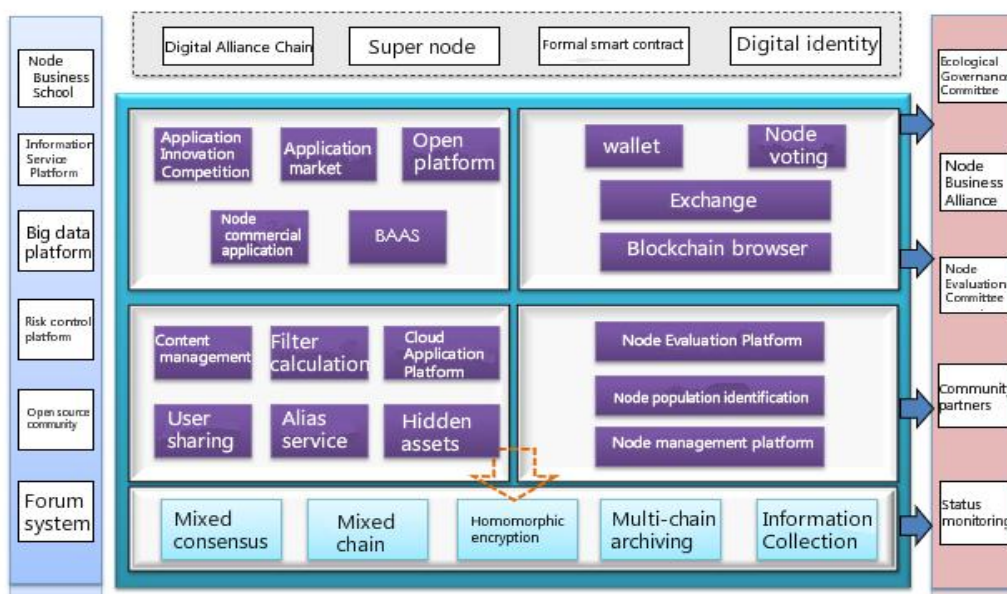 Digital Alliance Chain
Super node
Formal smart contract
Digital identity
Node
Business
School
Information
Service
Platform
Big data
platform
Risk control
platform
Open source
community
Forum
system
Application
Innovation
Competition
Application
market
Open
platform
Node
commercial
application
BAAS
wallet
Node
voting
Exchange
Blockchain browser
Content
management
Filter
calculation
Cloud
Application
Platform
User
sharing
Alias
service
Hidden
assets
Node Evaluation Platform
Node population identification
Node management platform
Mixed
consensus
Mixed
chain
Homomorphic
encryption
Multi-chain
archiving
Information
Collection
Ecological
Governance
Committee
Node
Business
Alliance
Node
Evaluation
Committee
Community
partners
Status
monitoring